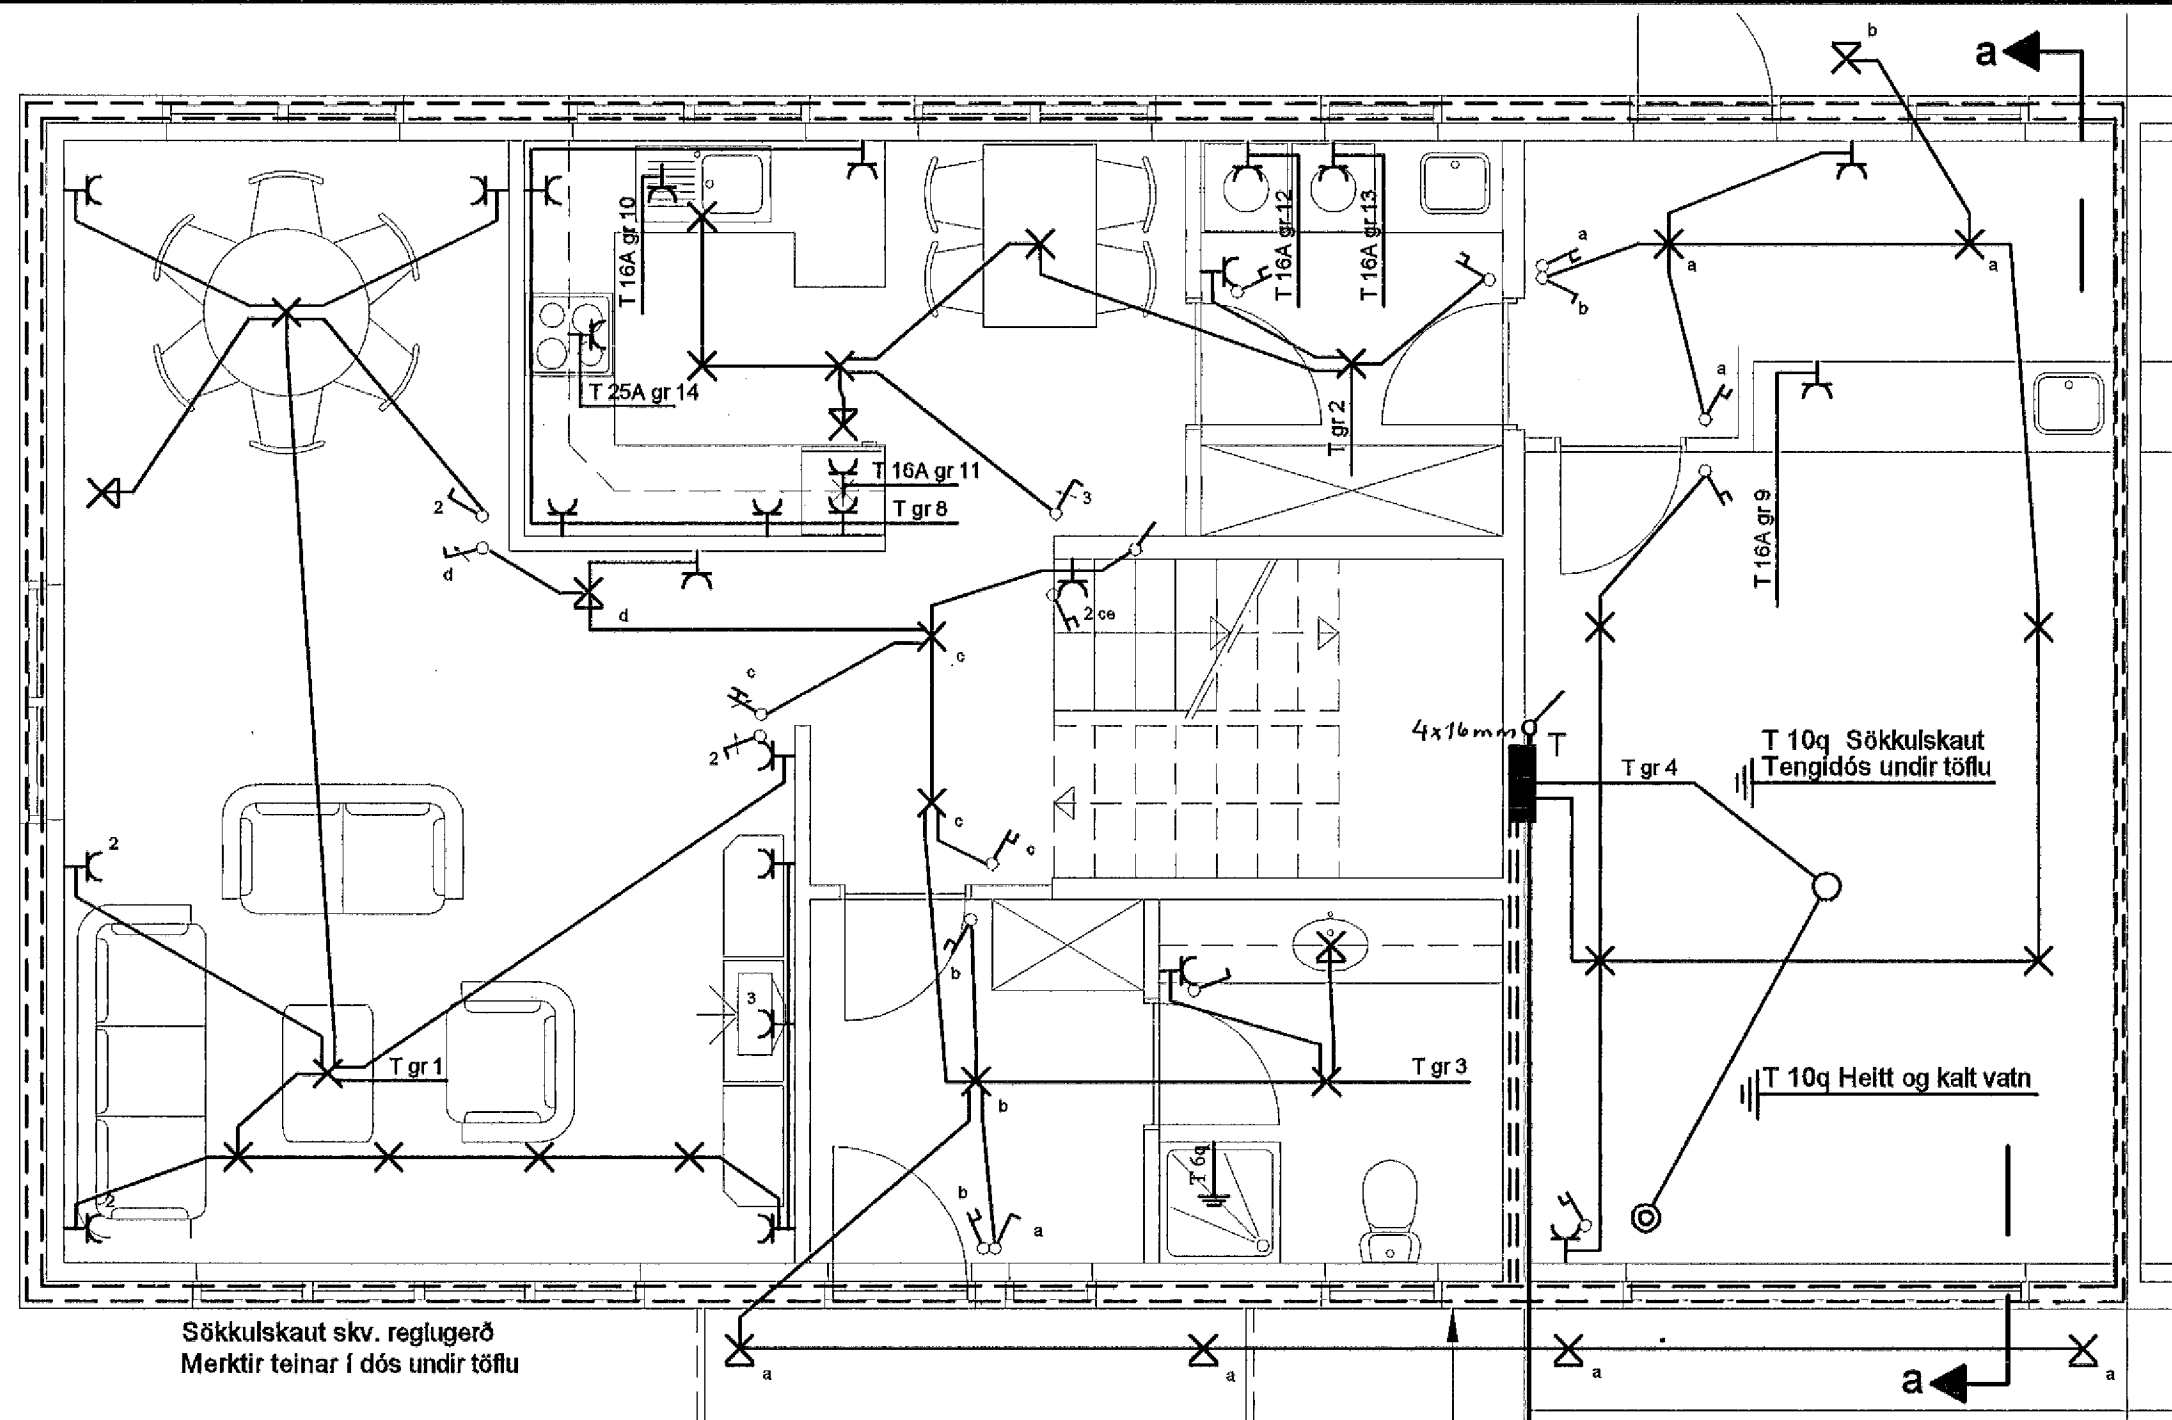 b
a
T 16A gr 10
T 16A gr 12
T 16A gr 13
a
b
a
a
a
T 25A gr 14
T gr 2
T 16A gr 11
T gr 8
2
3
d
d
2 ce
T 16A gr 9
c
c
2
4x16mm
T
T gr 4
T 10q Sökkulskaut
Tengidós undir töflu
c
c
2
b
3
T gr 1
b
T gr 3
T 10q Heitt og kalt vatn
T 6q
2
b
a
Sökkulskaut skv. reglugerð
Merktir teinar í dós undir töflu
a
a
a
a
a